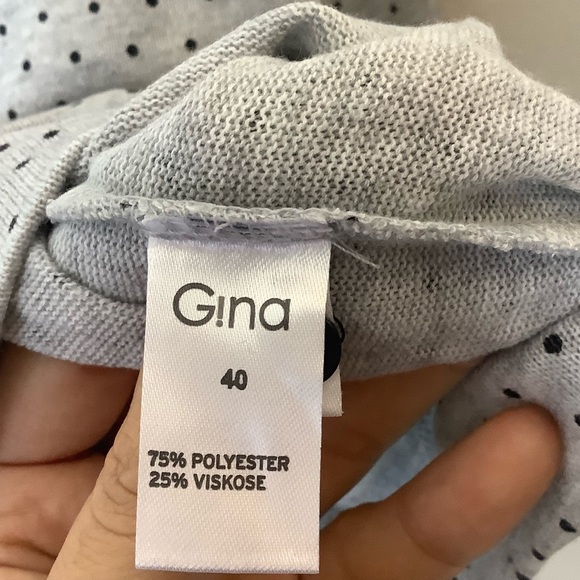 G!na
40
75% POLYESTER
25% VISKOSE